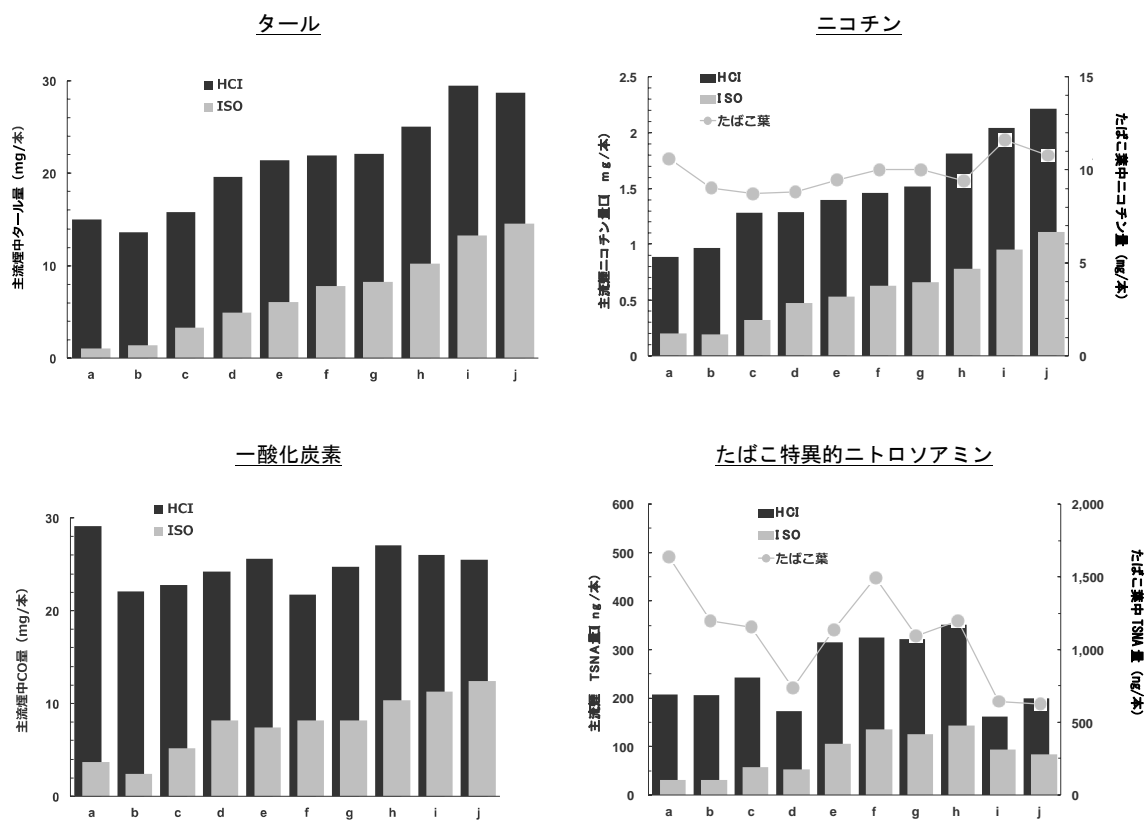 タール
30
20
10
0
主流煙中タール量 (mg/本)
HCI
ISO
a b c d e f g h i j
ニコチン
2.5
2
1.5
1
0.5
0
主流煙ニコチン量 mg/本)
HCI
ISO
たばこ葉
15
10
5
0
たばこ葉中ニコチン量 (mg/本)
a b c d e f g h i j
一酸化炭素
30
20
10
0
主流煙中CO量 (mg/本)
HCI
ISO
a b c d e f g h i j
たばこ特異的ニトロソアミン
600
500
400
300
200
100
0
主流煙 TSNA量 ng/本)
HCI
ISO
たばこ葉
2,000
1,500
1,000
500
0
たばこ葉中 TSNA 量 (ng/本)
a b c d e f g h i j